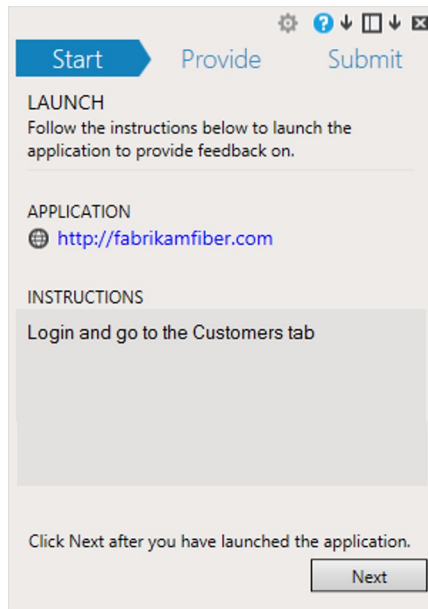 Start Provide Submit
LAUNCH
Follow the instructions below to launch the
application to provide feedback on.
APPLICATION
http://fabrikamfiber.com
INSTRUCTIONS
Login and go to the Customers tab
Click Next after you have launched the application.
Next